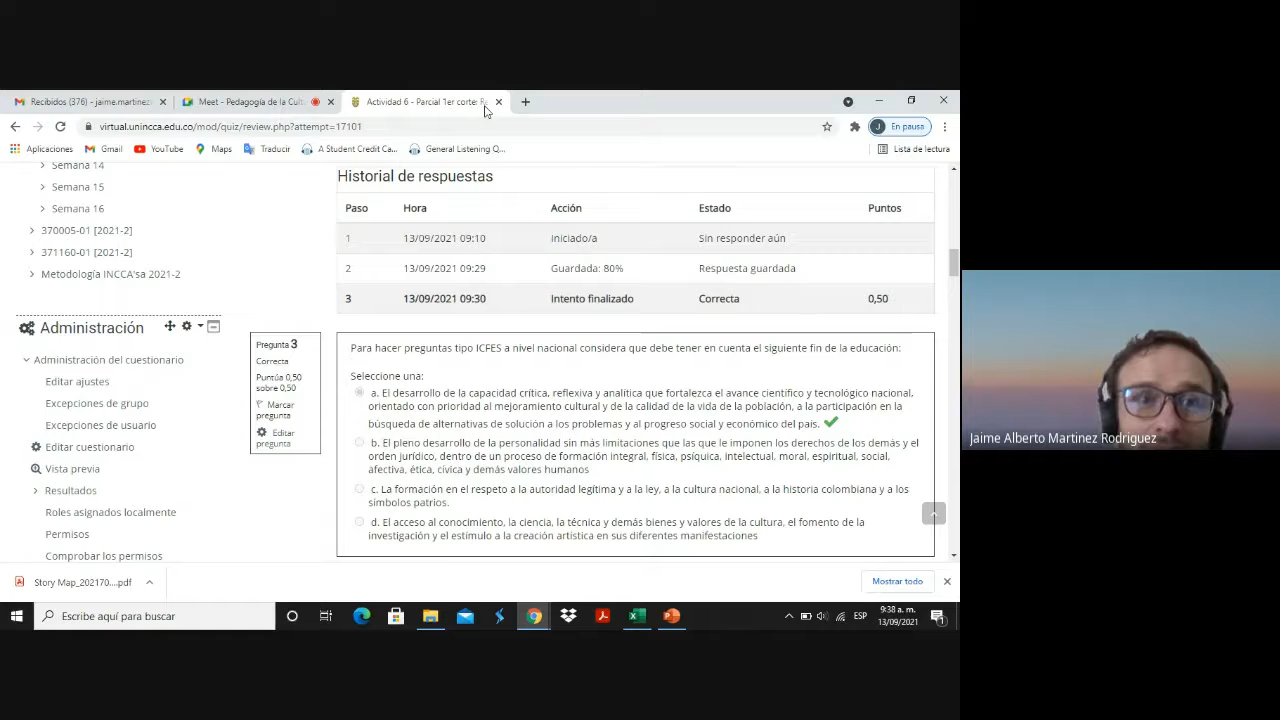 Recibidos (376) - jaime.martinez
Meet - Pedagogía de la Cult
Actividad 6 - Parcial 1er corte: Re
virtual.unincca.edu.co/mod/quiz/review.php?attempt=17101
J En pausa
Aplicaciones
Gmail
YouTube
Maps
Traducir
A Student Credit Ca...
General Listening Q...
Lista de lectura
Semana 14
Semana 15
Semana 16
370005-01 [2021-2]
371160-01 [2021-2]
Metodología INCCA'sa 2021-2
Administración
Administración del cuestionario
Editar ajustes
Excepciones de grupo
Excepciones de usuario
Editar cuestionario
Vista previa
Resultados
Roles asignados localmente
Permisos
Comprobar los permisos
Historial de respuestas
Paso Hora Acción Estado Puntos
1 13/09/2021 09:10 Iniciado/a Sin responder aún
2 13/09/2021 09:29 Guardada: 80% Respuesta guardada
3 13/09/2021 09:30 Intento finalizado Correcta 0,50
Pregunta 3
Correcta
Puntúa 0,50
sobre 0,50
Marcar
pregunta
Editar
pregunta
Para hacer preguntas tipo ICFES a nivel nacional considera que debe tener en cuenta el siguiente fin de la educación:
Seleccione una:
a. El desarrollo de la capacidad crítica, reflexiva y analítica que fortalezca el avance científico y tecnológico nacional,
orientado con prioridad al mejoramiento cultural y de la calidad de la vida de la población, a la participación en la
búsqueda de alternativas de solución a los problemas y al progreso social y económico del país.
b. El pleno desarrollo de la personalidad sin más limitaciones que las que le imponen los derechos de los demás y el
orden jurídico, dentro de un proceso de formación integral, física, psíquica, intelectual, moral, espiritual, social,
afectiva, ética, cívica y demás valores humanos
c. La formación en el respeto a la autoridad legítima y a la ley, a la cultura nacional, a la historia colombiana y a los
símbolos patrios.
d. El acceso al conocimiento, la ciencia, la técnica y demás bienes y valores de la cultura, el fomento de la
investigación y el estímulo a la creación artística en sus diferentes manifestaciones
Jaime Alberto Martinez Rodriguez
Story Map_202170....pdf
Mostrar todo
Escribe aquí para buscar
ESP
9:38 a. m.
13/09/2021
1